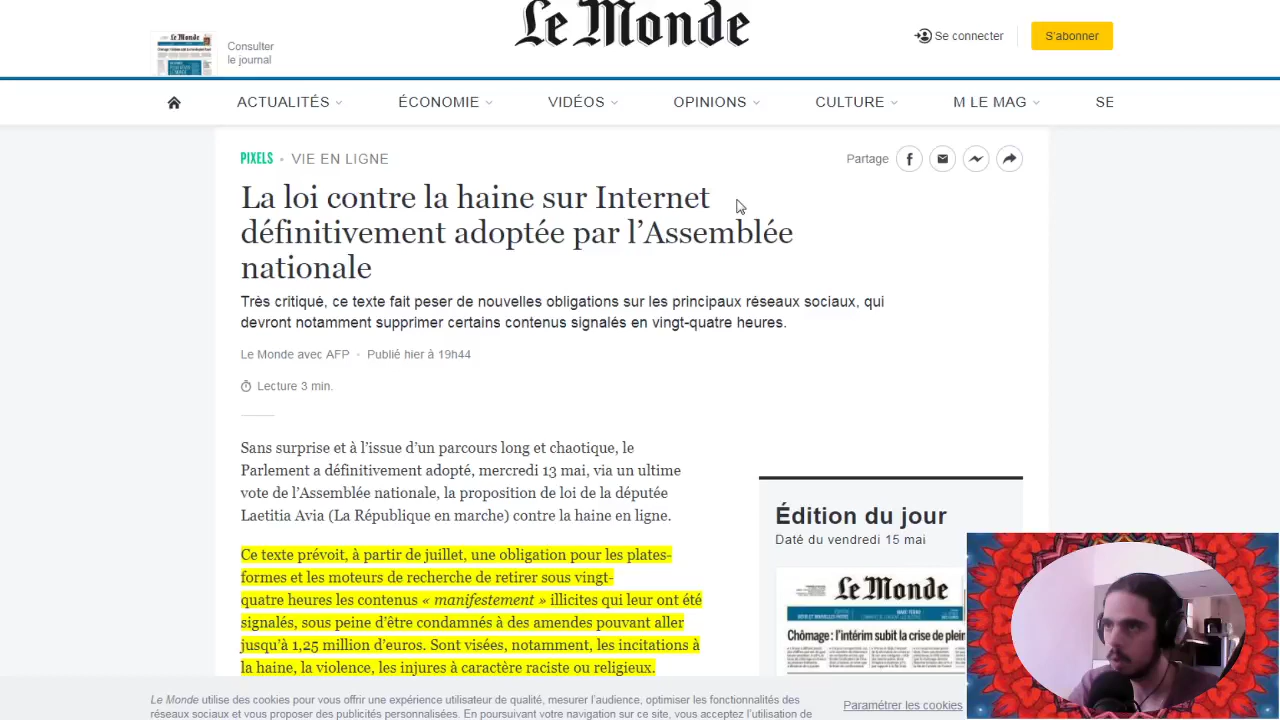 Le Monde
Consulter
le journal
Se connecter
S'abonner
ACTUALITÉS
ÉCONOMIE
VIDÉOS
OPINIONS
CULTURE
M LE MAG
SE
PIXELS • VIE EN LIGNE
Partage
La loi contre la haine sur Internet
définitivement adoptée par l’Assemblée
nationale
Très critiqué, ce texte fait peser de nouvelles obligations sur les principaux réseaux sociaux, qui
devront notamment supprimer certains contenus signalés en vingt-quatre heures.
Le Monde avec AFP • Publié hier à 19h44
Lecture 3 min.
Sans surprise et à l’issue d’un parcours long et chaotique, le
Parlement a définitivement adopté, mercredi 13 mai, via un ultime
vote de l’Assemblée nationale, la proposition de loi de la députée
Laetitia Avia (La République en marche) contre la haine en ligne.
Ce texte prévoit, à partir de juillet, une obligation pour les plates-
formes et les moteurs de recherche de retirer sous vingt-
quatre heures les contenus « manifestement » illicites qui leur ont été
signalés, sous peine d’être condamnés à des amendes pouvant aller
jusqu’à 1,25 million d’euros. Sont visées, notamment, les incitations à
la haine, la violence, les injures à caractère raciste ou religieux.
Édition du jour
Daté du vendredi 15 mai
Le Monde
Chômage : l’intérim subit la crise de plein
Le Monde utilise des cookies pour vous offrir une expérience utilisateur de qualité, mesurer l’audience, optimiser les fonctionnalités des
réseaux sociaux et vous proposer des publicités personnalisées. En poursuivant votre navigation sur ce site, vous acceptez l’utilisation de
Paramétrer les cookies